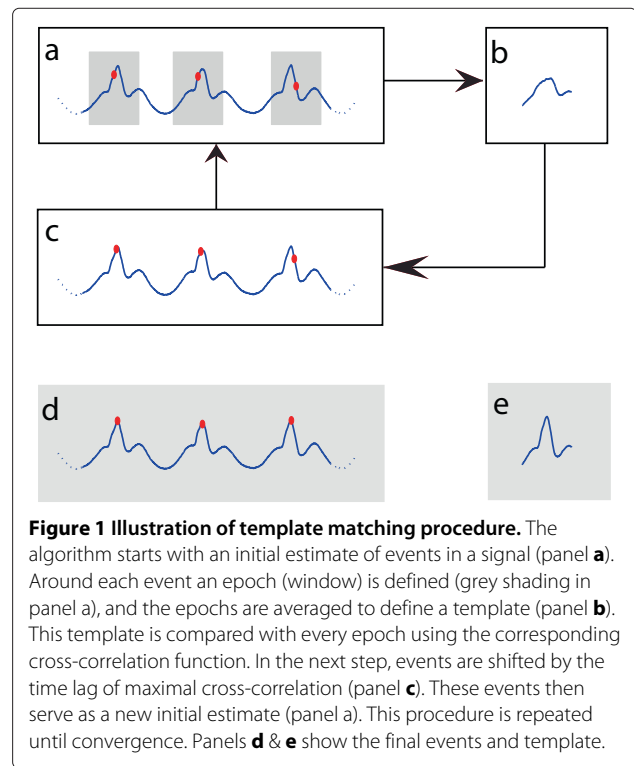 a
b
c
d
e
Figure 1 Illustration of template matching procedure. The
algorithm starts with an initial estimate of events in a signal (panel a).
Around each event an epoch (window) is defined (grey shading in
panel a), and the epochs are averaged to define a template (panel b).
This template is compared with every epoch using the corresponding
cross-correlation function. In the next step, events are shifted by the
time lag of maximal cross-correlation (panel c). These events then
serve as a new initial estimate (panel a). This procedure is repeated
until convergence. Panels d & e show the final events and template.